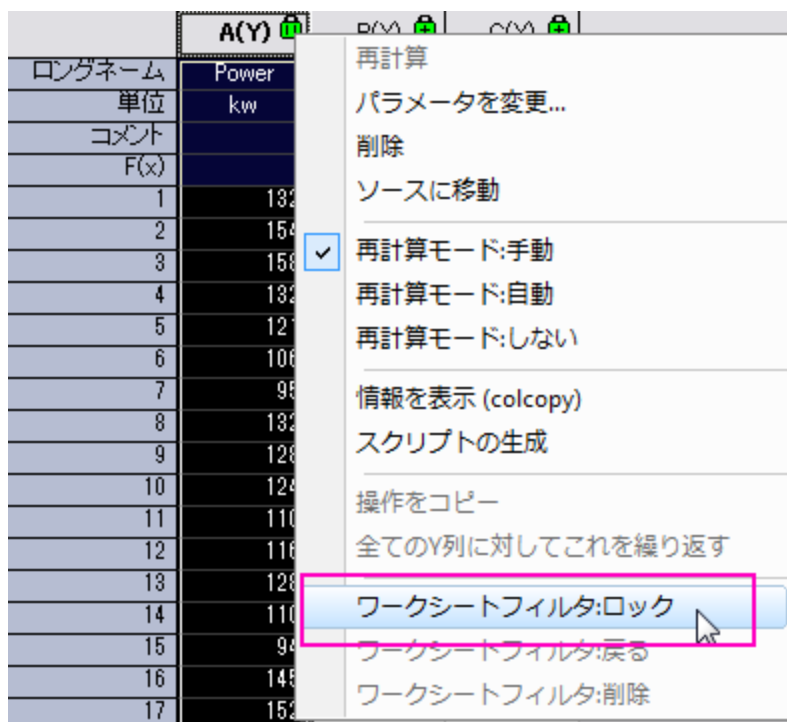 A(Y)
再計算
ロングネーム Power
単位 kw
パラメータを変更...
コメント
削除
F(x)
ソースに移動
1
2
再計算モード:手動
3
再計算モード:自動
4
再計算モード:しない
5
6
7
情報を表示 (colcopy)
8
スクリプトの生成
9
10
操作をコピー
11
全てのY列に対してこれを繰り返す
12
13
ワークシートフィルタ:ロック
14
ワークシートフィルタ:戻る
15
16
ワークシートフィルタ:削除
17